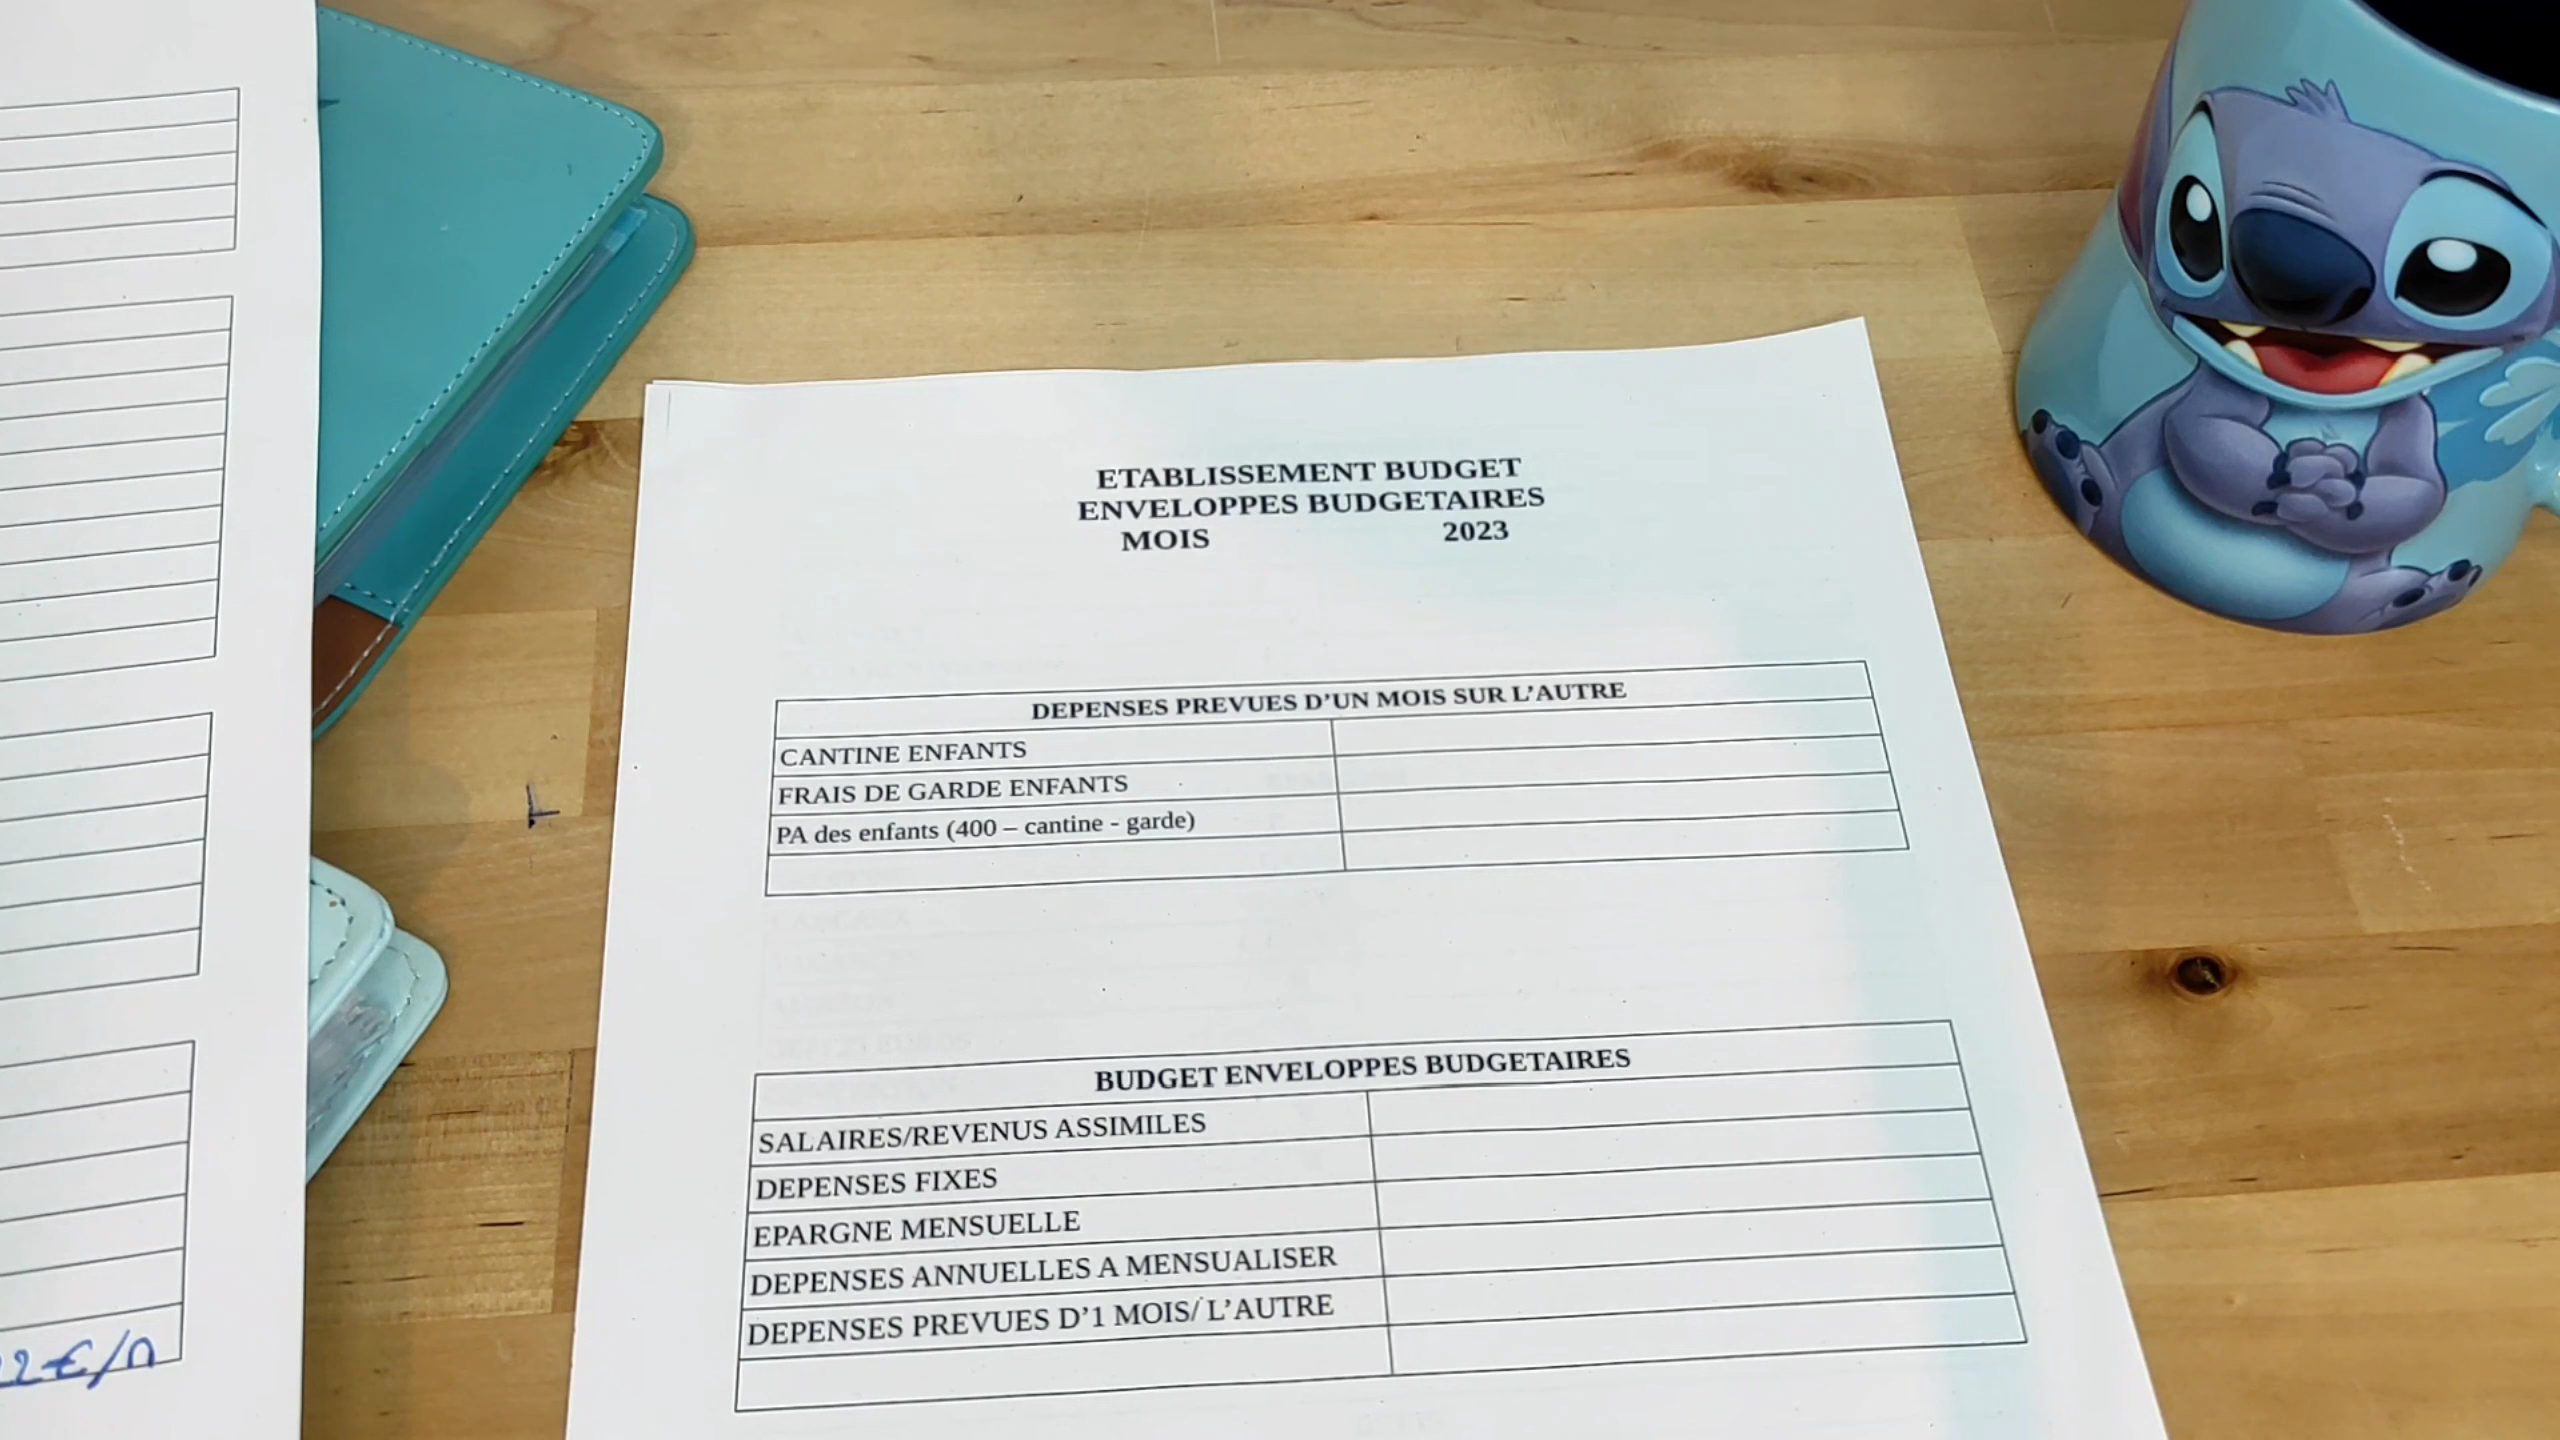 ETABLISSEMENT BUDGET
ENVELOPPES BUDGETAIRES
MOIS 2023
DEPENSES PREVUES D’UN MOIS SUR L’AUTRE
CANTINE ENFANTS
FRAIS DE GARDE ENFANTS
PA des enfants (400 – cantine - garde)
BUDGET ENVELOPPES BUDGETAIRES
SALAIRES/REVENUS ASSIMILES
DEPENSES FIXES
EPARGNE MENSUELLE
DEPENSES ANNUELLES A MENSUALISER
DEPENSES PREVUES D’1 MOIS/ L’AUTRE